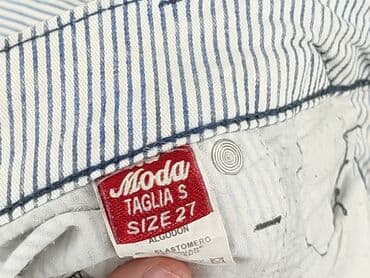 Moda
TAGLIA S
SIZE 27
ALGODON
ELASTOMERO